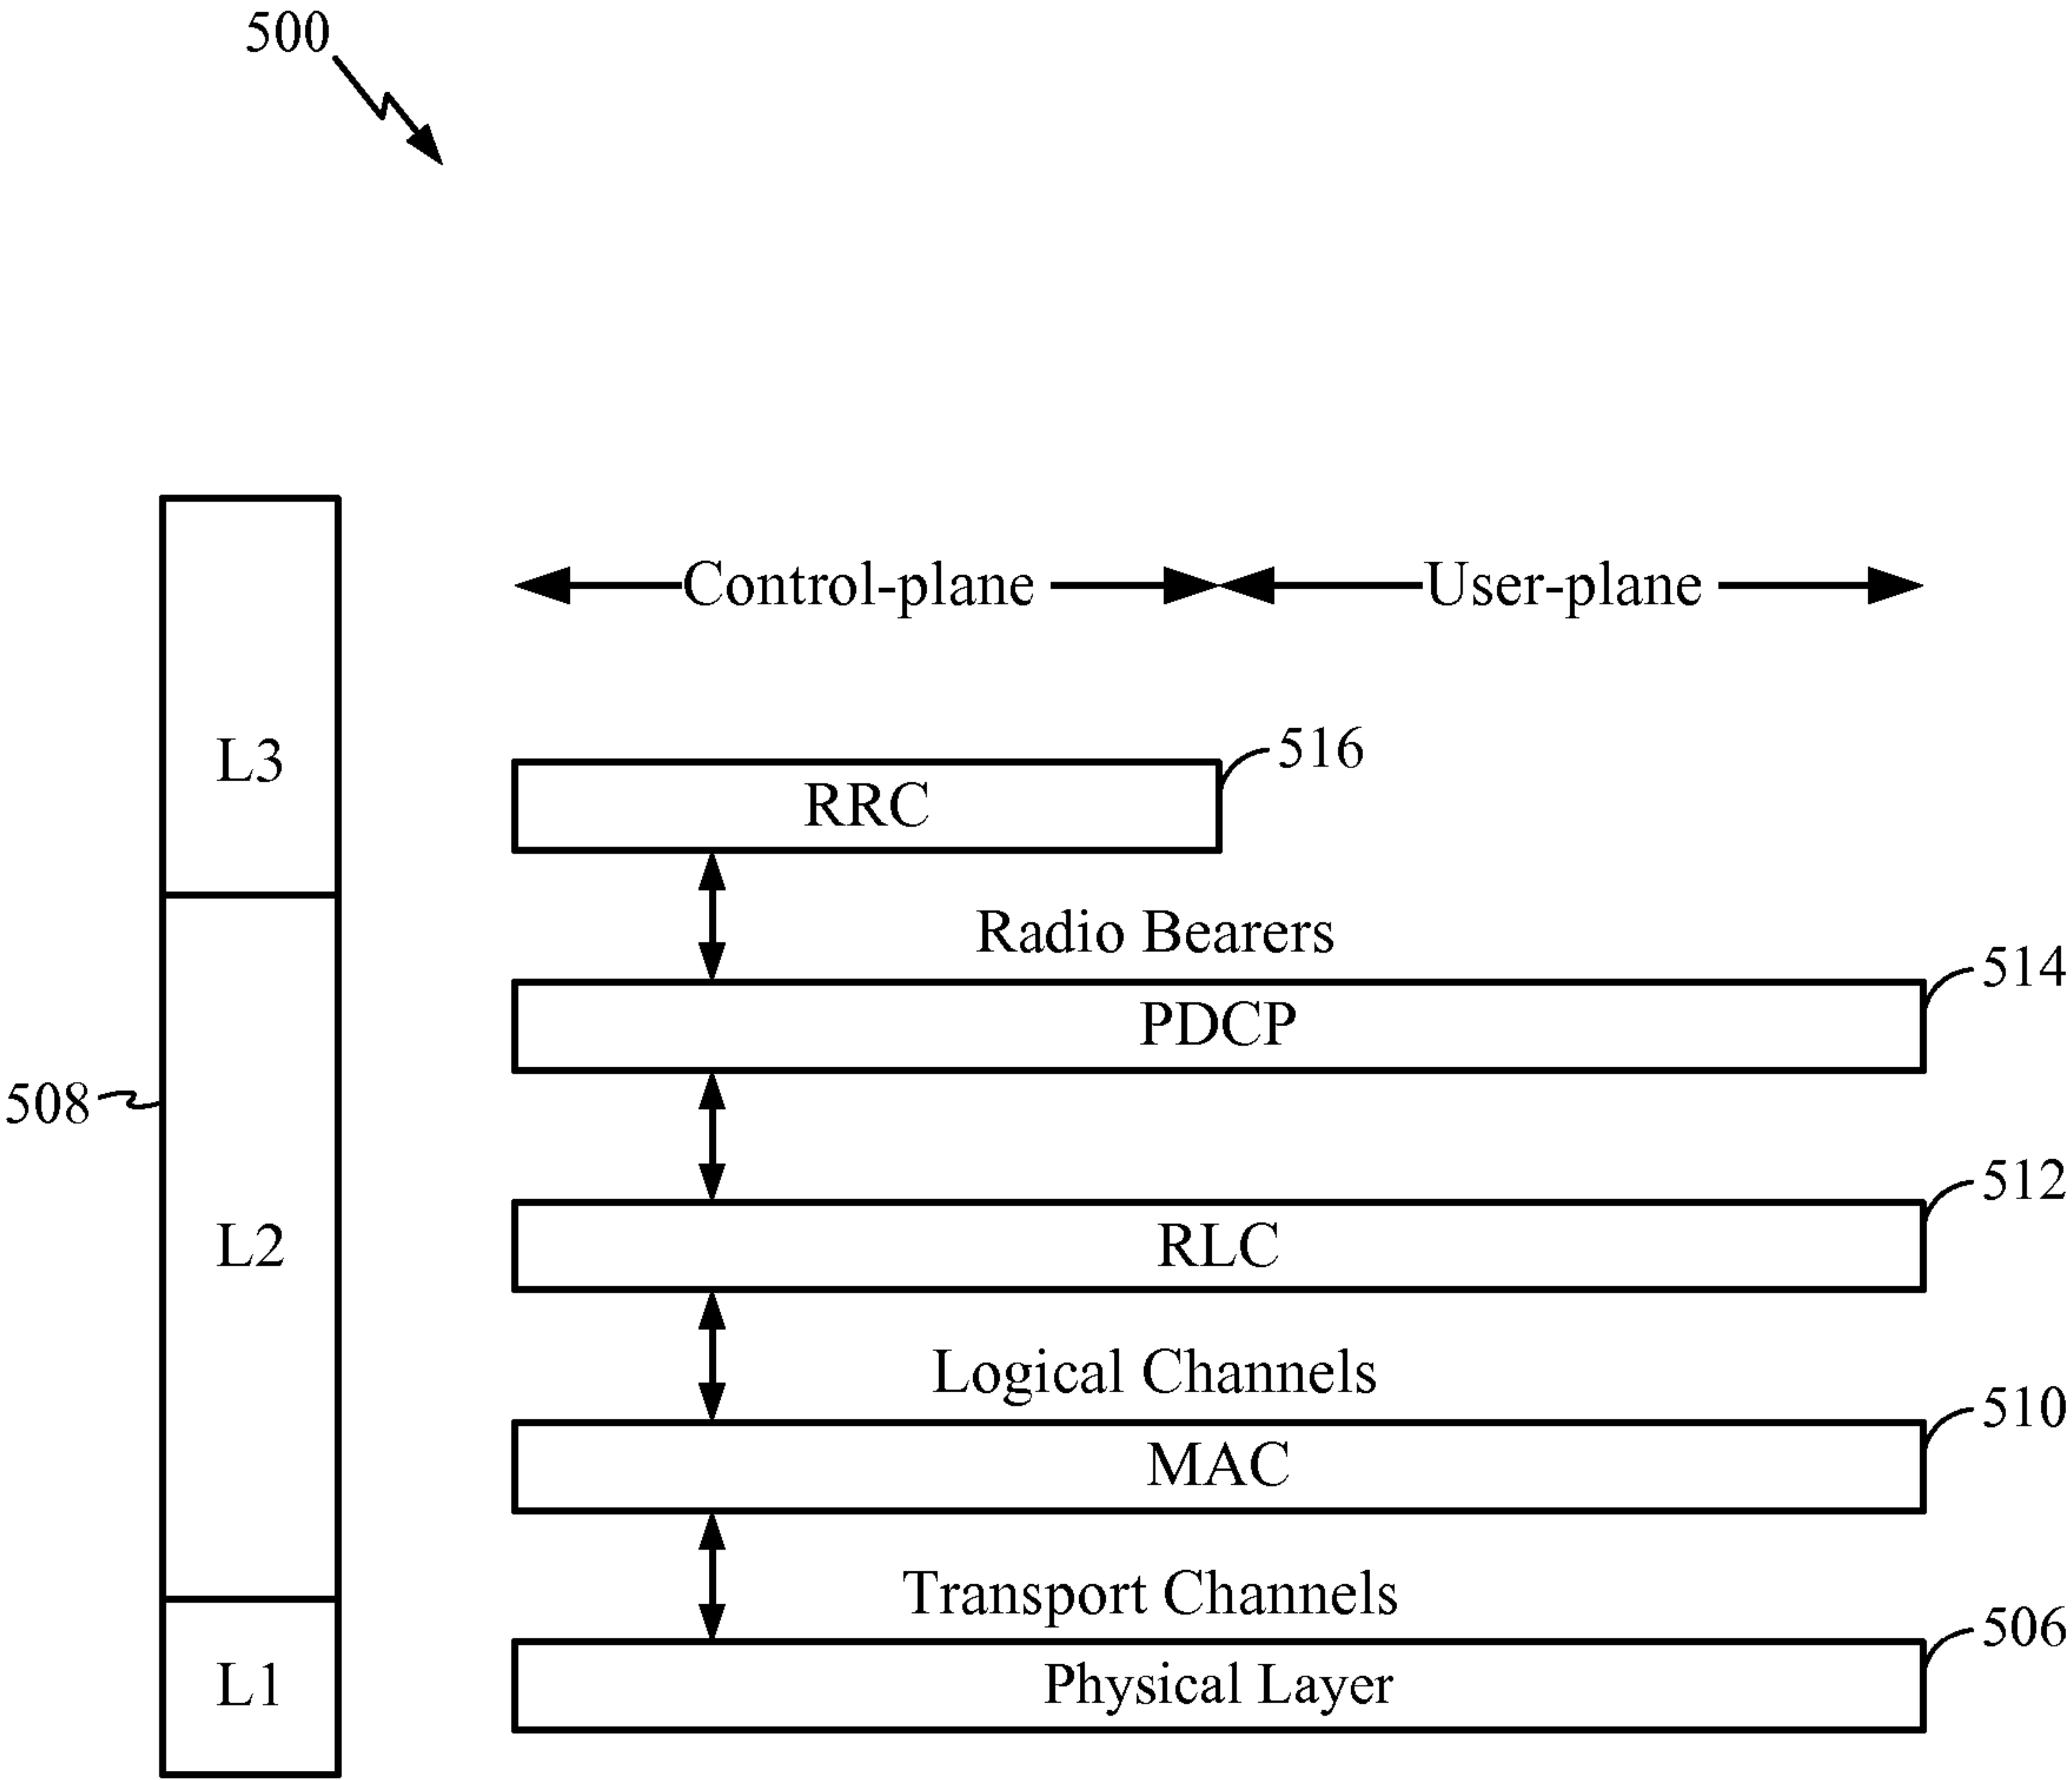 500
Control-plane User-plane
L3
516
RRC
Radio Bearers
514
PDCP
508
512
L2
RLC
Logical Channels
510
MAC
Transport Channels
506
L1
Physical Layer